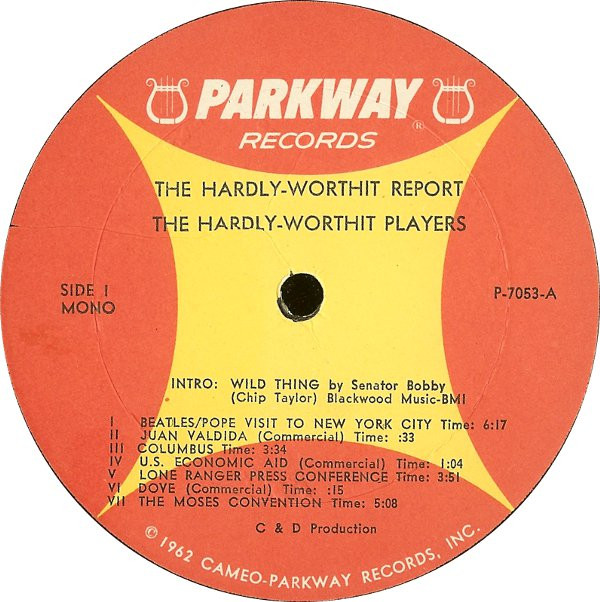 PARKWAY®
RECORDS
THE HARDLY-WORTHIT REPORT
THE HARDLY-WORTHIT PLAYERS
SIDE 1
MONO
P-7053-A
INTRO: WILD THING by Senator Bobby
(Chip Taylor) Blackwood Music-BMI
I BEATLES/POPE VISIT TO NEW YORK CITY Time: 6:17
II JUAN VALDIDA (Commercial) Time: :33
III COLUMBUS Time: 3:34
IV U.S. ECONOMIC AID (Commercial) Time: 1:04
V LONE RANGER PRESS CONFERENCE Time: 3:51
VI DOVE (Commercial) Time: :15
VII THE MOSES CONVENTION Time: 5:08
C & D Production
© 1962 CAMEO-PARKWAY RECORDS, INC.